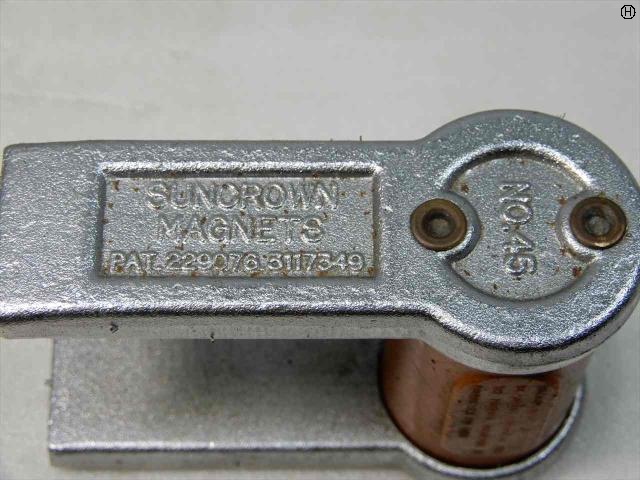 SUNCROWN
MAGNETS
PAT. 229076·3117349
NO. 45
H